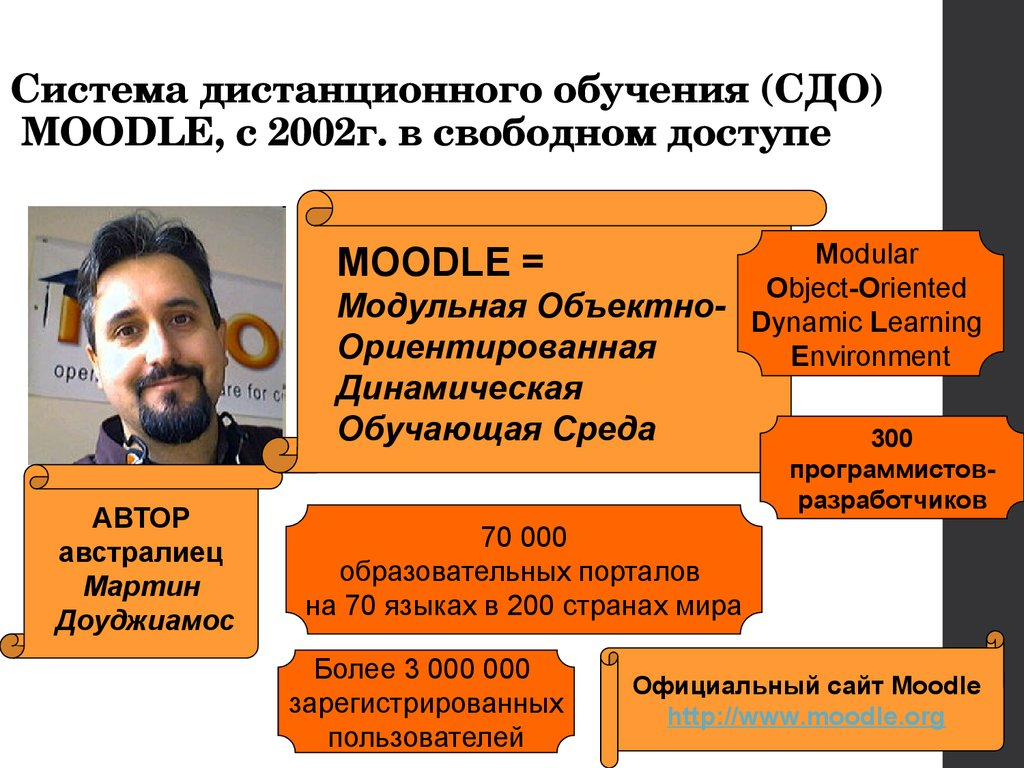 Система дистанционного обучения (СДО)
MOODLE, с 2002г. в свободном доступе
MOODLE =
Модульная Объектно-
Ориентированная
Динамическая
Обучающая Среда
Modular
Object-Oriented
Dynamic Learning
Environment
300
программистов-
разработчиков
АВТОР
австралиец
Мартин
Доуджиамос
70 000
образовательных порталов
на 70 языках в 200 странах мира
Более 3 000 000
зарегистрированных
пользователей
Официальный сайт Moodle
http://www.moodle.org